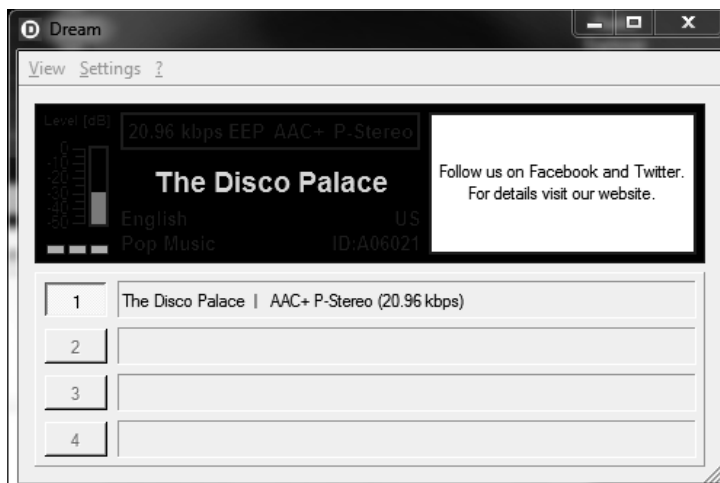 Dream
View Settings ?
Level [dB]
20.96 kbps EEP AAC+ P-Stereo
The Disco Palace
English US
Pop Music ID:A06021
Follow us on Facebook and Twitter.
For details visit our website.
1 The Disco Palace | AAC+ P-Stereo (20.96 kbps)
2
3
4